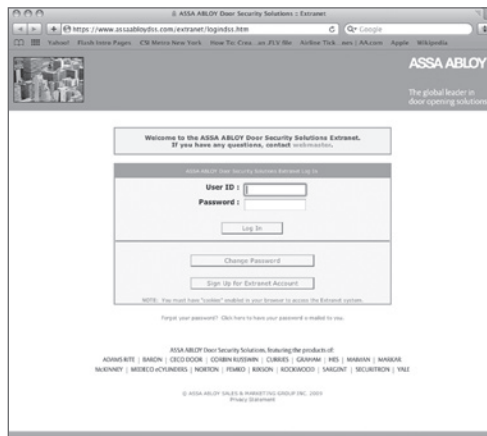 ASSA ABLOY Door Security Solutions :: Extranet
https://www.assaabloydss.com/extranet/logindss.htm
Google
Yahoo! Flash Intro Pages CSI Metro New York How To: Crea...an .FLV file Airline Tick...nes | AA.com Apple Wikipedia
ASSA ABLOY
The global leader in
door opening solutions
Welcome to the ASSA ABLOY Door Security Solutions Extranet.
If you have any questions, contact webmaster.
ASSA ABLOY Door Security Solutions Extranet Log In
User ID :
Password :
Log In
Change Password
Sign Up for Extranet Account
NOTE: You must have "cookies" enabled in your browser to access the Extranet system.
Forgot your password? Click here to have your password e-mailed to you.
ASSA ABLOY Door Security Solutions, featuring the products of:
ADAMS RITE | BARON | CECO DOOR | CORBIN RUSSWIN | CURRIES | GRAHAM | HES | MAIMAN | MARKAR
McKINNEY | MEDECO eCYLINDERS | NORTON | PEMKO | RIXSON | ROCKWOOD | SARGENT | SECURITRON | YALE
© ASSA ABLOY SALES & MARKETING GROUP INC. 2009
Privacy Statement